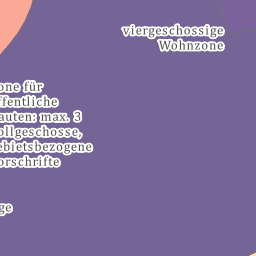 viergeschossige
Wohnzone
one für
ffentliche
auten: max. 3
ollgeschosse,
ebietsbezogene
orschrifte
ge